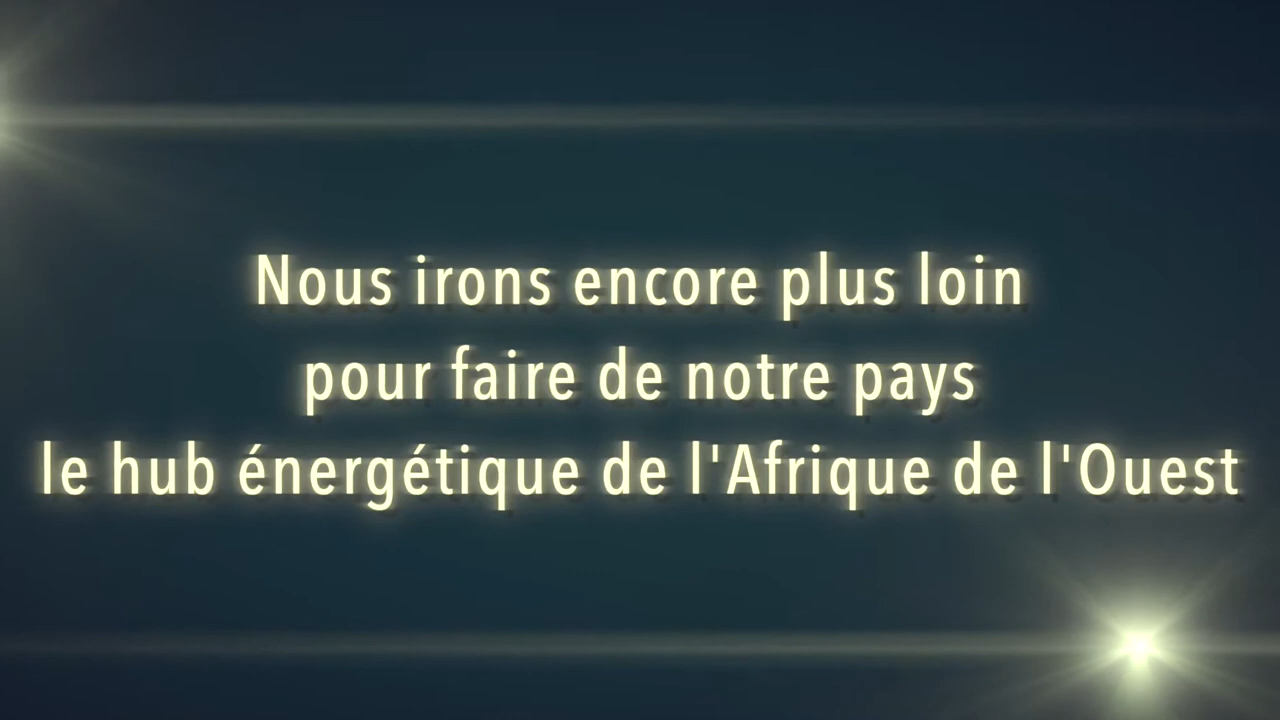 Nous irons encore plus loin
pour faire de notre pays
le hub énergétique de l'Afrique de l'Ouest